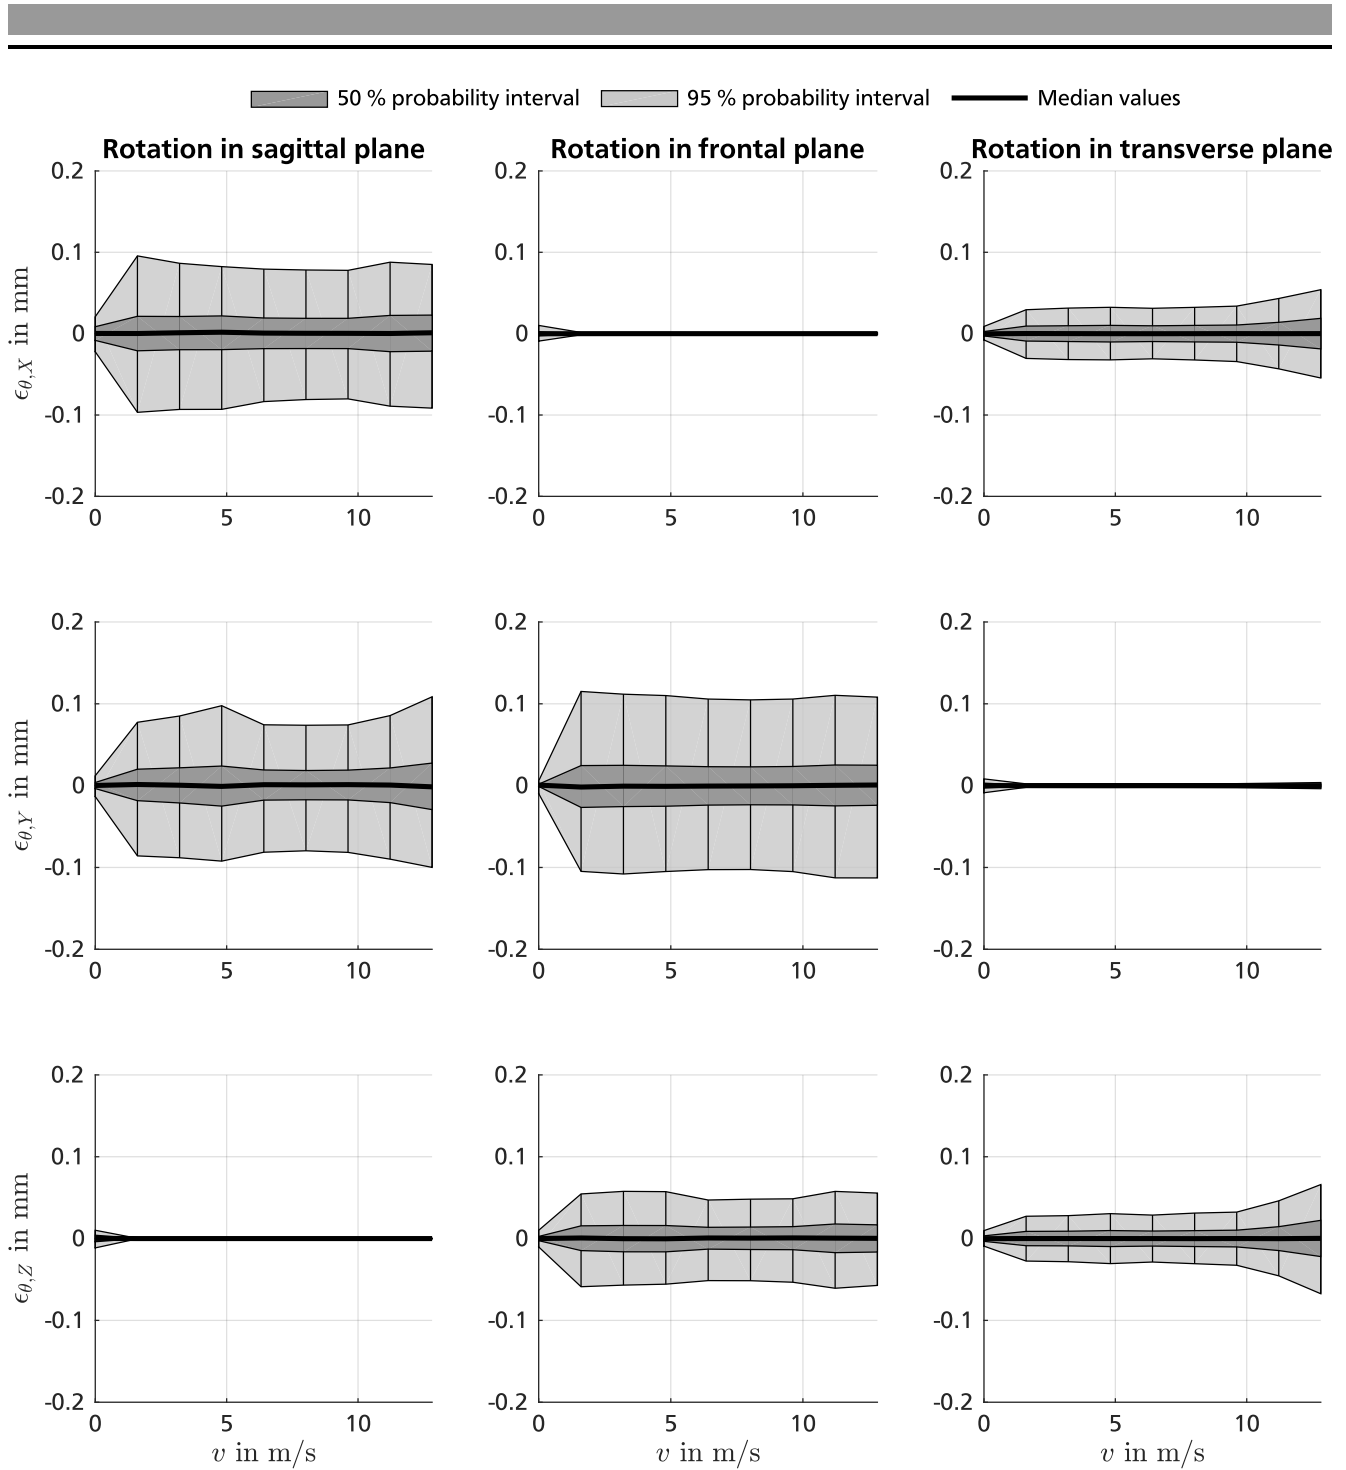 50 % probability interval 95 % probability interval Median values
Rotation in sagittal plane Rotation in frontal plane Rotation in transverse plane
0.2 0.2 0.2
0.1 0.1 0.1
ϵθ,X in mm
0 0 0
-0.1 -0.1 -0.1
-0.2 -0.2 -0.2
0 5 10 0 5 10 0 5 10
0.2 0.2 0.2
0.1 0.1 0.1
ϵθ,Y in mm
0 0 0
-0.1 -0.1 -0.1
-0.2 -0.2 -0.2
0 5 10 0 5 10 0 5 10
0.2 0.2 0.2
0.1 0.1 0.1
ϵθ,Z in mm
0 0 0
-0.1 -0.1 -0.1
-0.2 -0.2 -0.2
0 5 10 0 5 10 0 5 10
v in m/s v in m/s v in m/s